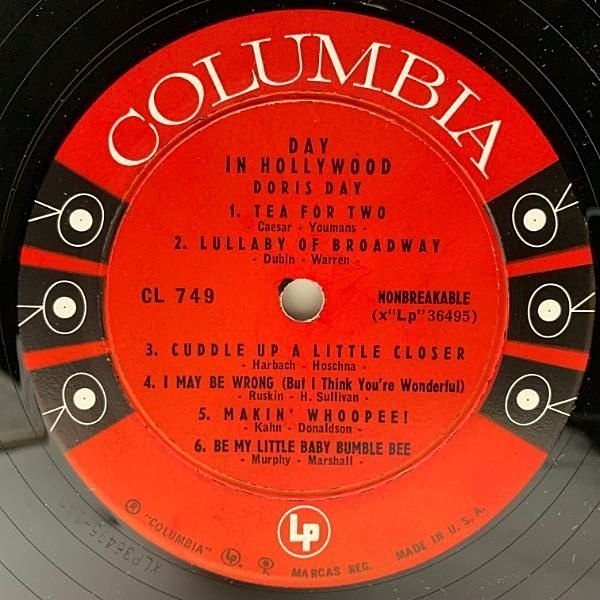 COLUMBIA
DAY
IN HOLLYWOOD
DORIS DAY
1. TEA FOR TWO
- Caesar - Youmans -
2. LULLABY OF BROADWAY
- Dubin - Warren -
CL 749
NONBREAKABLE
(x"Lp"36495)
3. CUDDLE UP A LITTLE CLOSER
- Harbach - Hoschna -
4. I MAY BE WRONG (But I Think You're Wonderful)
- Ruskin - H. Sullivan -
5. MAKIN' WHOOPEE!
- Kahn - Donaldson -
6. BE MY LITTLE BABY BUMBLE BEE
- Murphy - Marshall -
Lp
® "COLUMBIA" Lp MARCAS REG. MADE IN U.S.A.